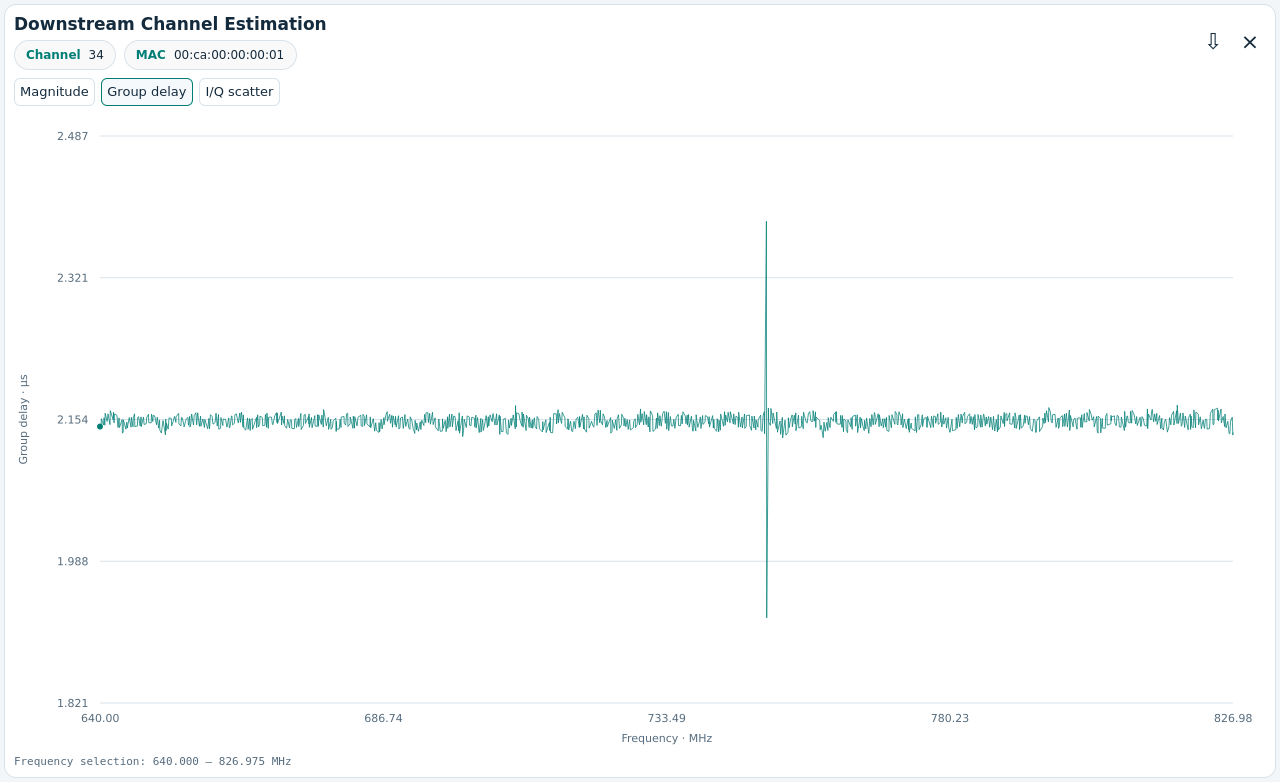 Downstream Channel Estimation
Channel 34 MAC 00:ca:00:00:00:01
⇩ ✕
Magnitude Group delay I/Q scatter
2.487
2.321
2.154
1.988
1.821
Group delay · µs
640.00 686.74 733.49 780.23 826.98
Frequency · MHz
Frequency selection: 640.000 – 826.975 MHz